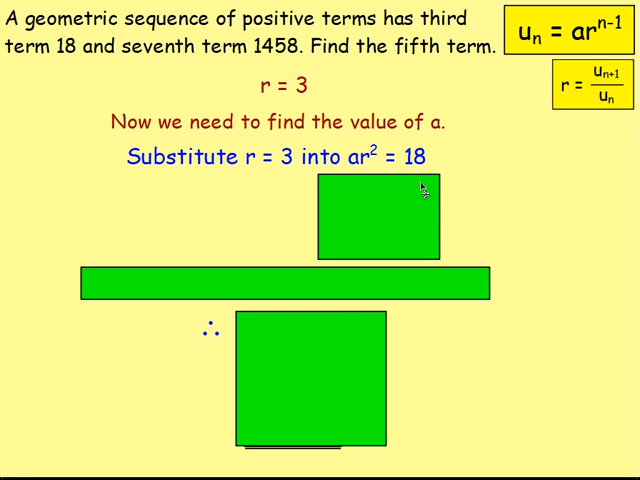 A geometric sequence of positive terms has third
term 18 and seventh term 1458. Find the fifth term.
uₙ = arⁿ⁻¹
r = uₙ₊₁ / uₙ
r = 3
Now we need to find the value of a.
Substitute r = 3 into ar² = 18
∴